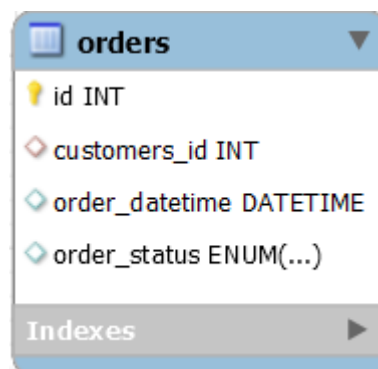 orders
id INT
customers_id INT
order_datetime DATETIME
order_status ENUM(...)
Indexes